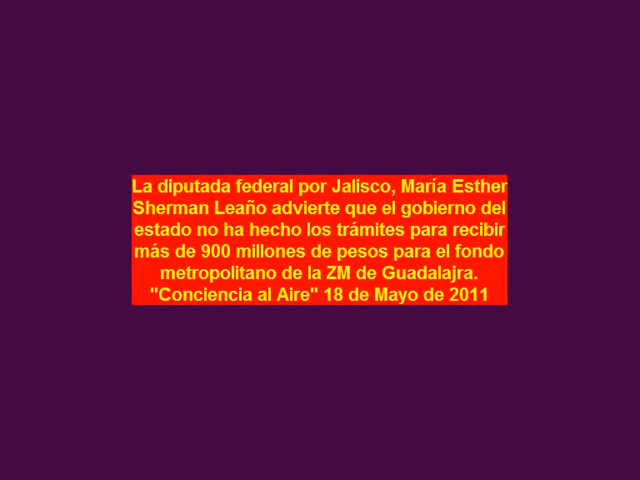 La diputada federal por Jalisco, María Esther
Sherman Leaño advierte que el gobierno del
estado no ha hecho los trámites para recibir
más de 900 millones de pesos para el fondo
metropolitano de la ZM de Guadalajra.
"Conciencia al Aire" 18 de Mayo de 2011